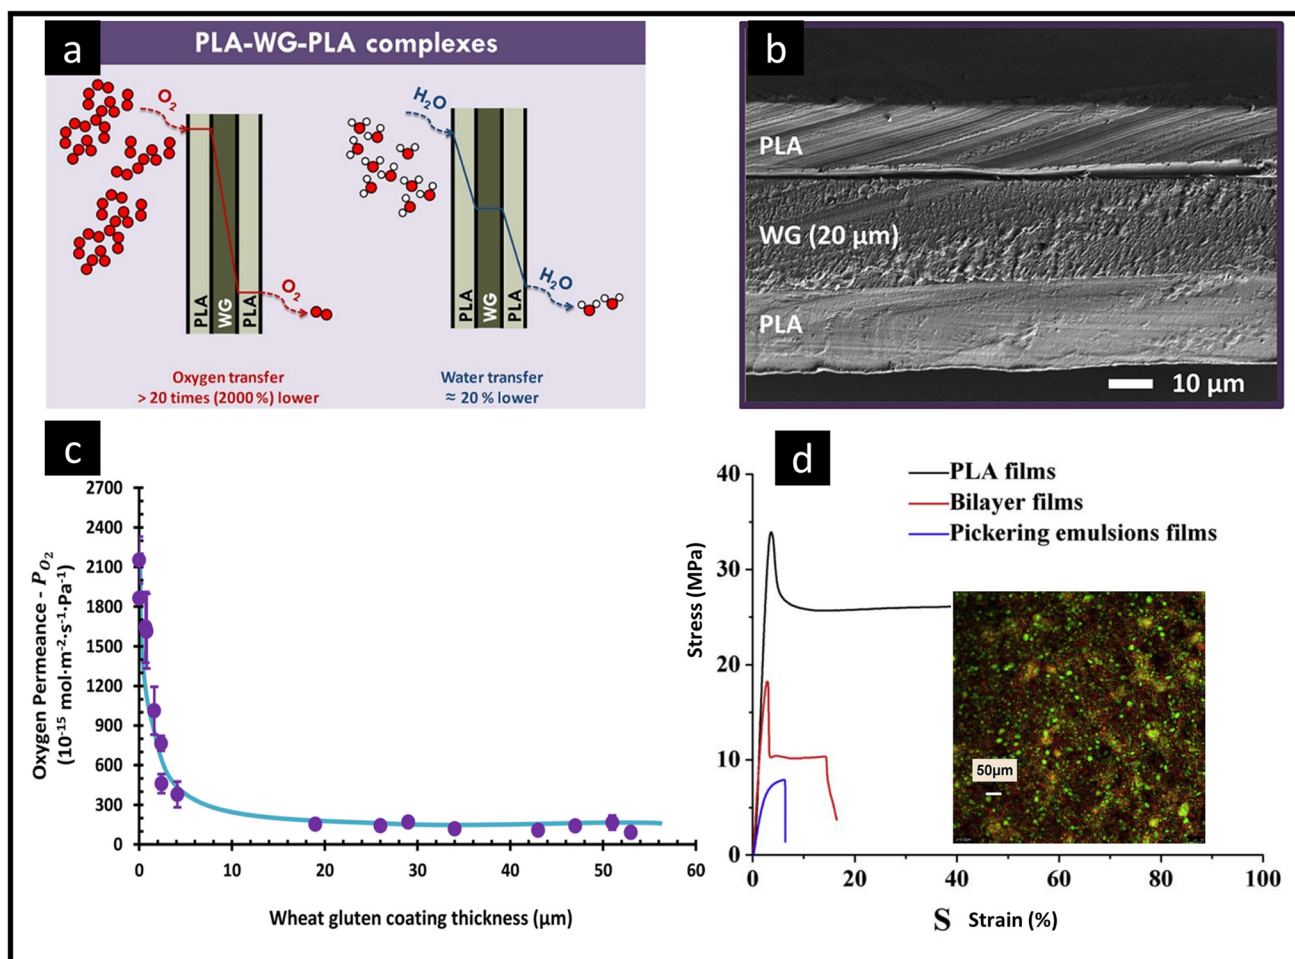 a
PLA-WG-PLA complexes
O₂
O₂
PLA
WG
PLA
Oxygen transfer
> 20 times (2000 %) lower
H₂O
H₂O
PLA
WG
PLA
Water transfer
≈ 20 % lower
b
PLA
WG (20 µm)
PLA
10 µm
c
Oxygen Permeance - P_O₂
(10⁻¹⁵ mol·m⁻²·s⁻¹·Pa⁻¹)
2700
2400
2100
1800
1500
1200
900
600
300
0
0 10 20 30 40 50 60
Wheat gluten coating thickness (µm)
d
PLA films
Bilayer films
Pickering emulsions films
Stress (MPa)
40
30
20
10
0
50µm
0 20 40 60 80 100
S Strain (%)